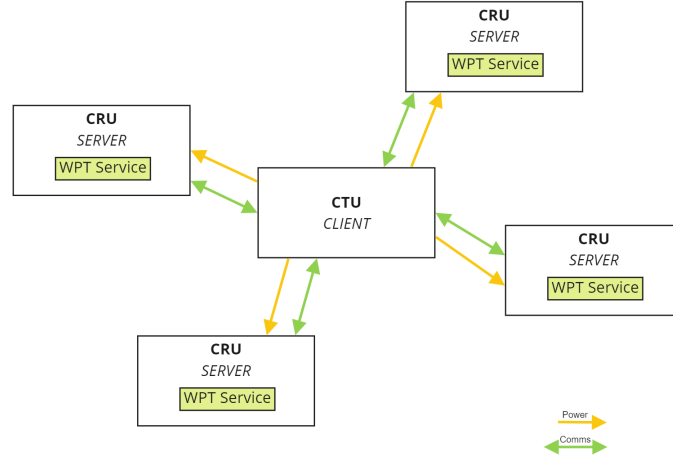 CRU
SERVER
WPT Service
CRU
SERVER
WPT Service
CTU
CLIENT
CRU
SERVER
WPT Service
CRU
SERVER
WPT Service
Power
Comms